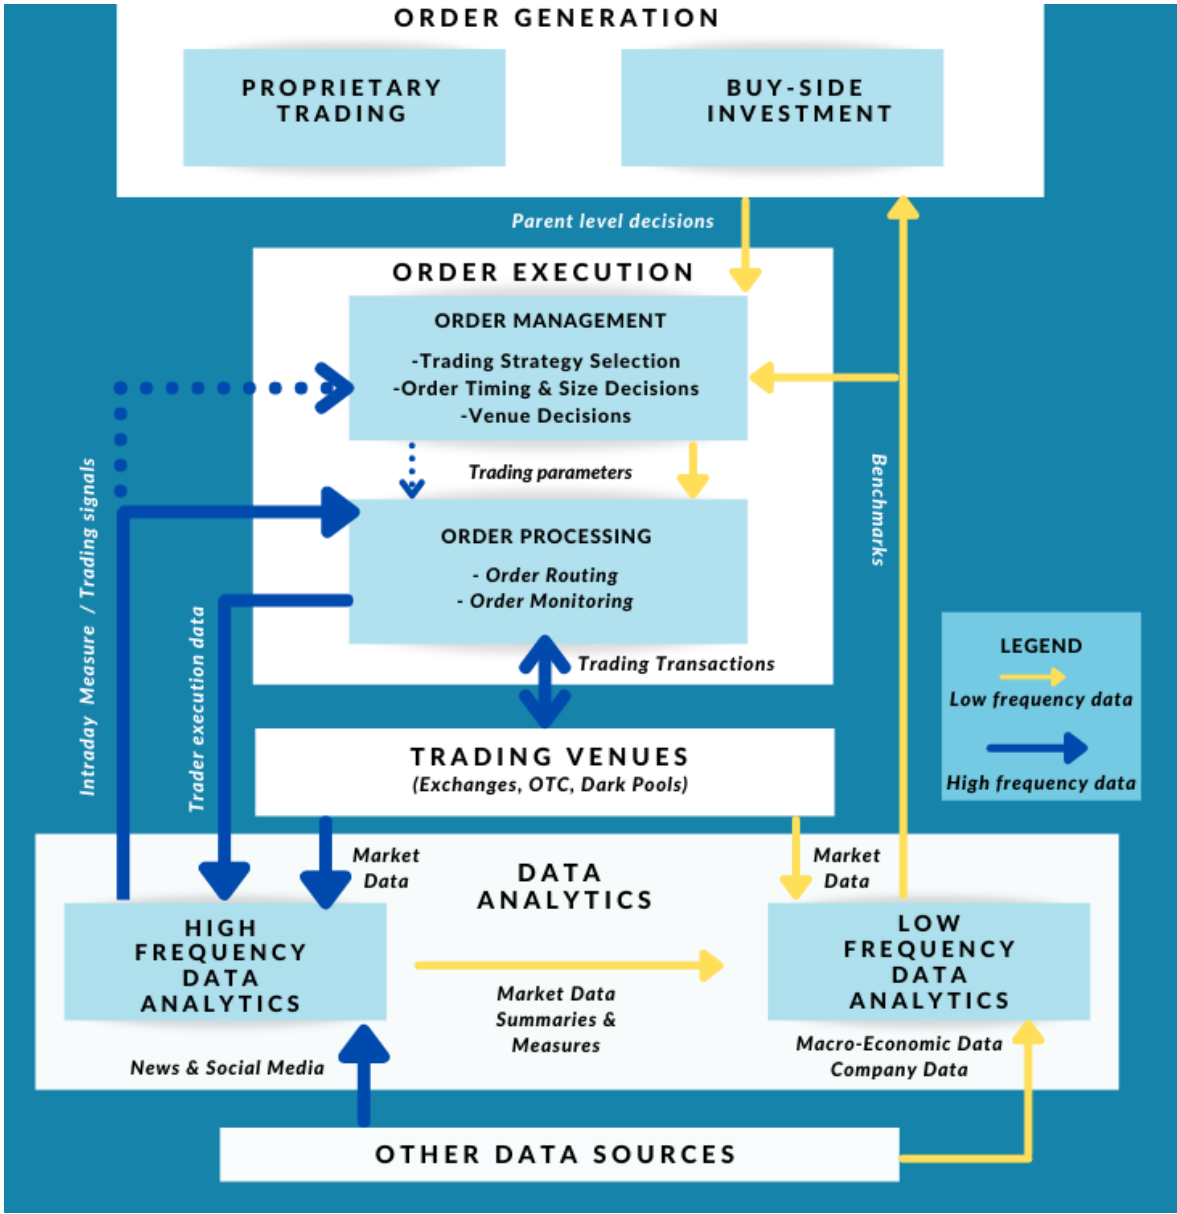 ORDER GENERATION
PROPRIETARY
TRADING
BUY-SIDE
INVESTMENT
Parent level decisions
ORDER EXECUTION
ORDER MANAGEMENT
-Trading Strategy Selection
-Order Timing & Size Decisions
-Venue Decisions
Trading parameters
ORDER PROCESSING
- Order Routing
- Order Monitoring
Trading Transactions
Intraday Measure / Trading signals
Trader execution data
Benchmarks
LEGEND
Low frequency data
High frequency data
TRADING VENUES
(Exchanges, OTC, Dark Pools)
Market
Data
DATA
ANALYTICS
Market
Data
HIGH
FREQUENCY
DATA
ANALYTICS
LOW
FREQUENCY
DATA
ANALYTICS
Market Data
Summaries &
Measures
News & Social Media
Macro-Economic Data
Company Data
OTHER DATA SOURCES